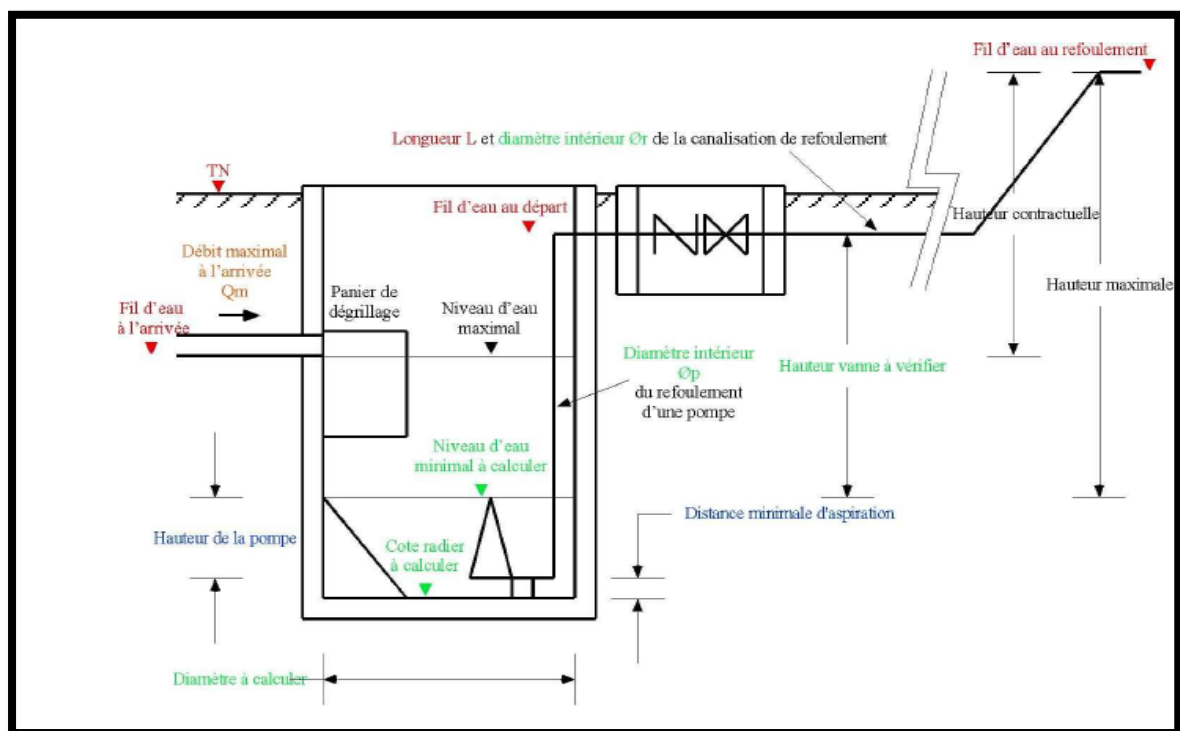 Fil d'eau au refoulement
Longueur L et diamètre intérieur Ør de la canalisation de refoulement
TN
Fil d'eau au départ
Hauteur contractuelle
Débit maximal
à l'arrivée
Qm
Panier de
dégrillage
Niveau d'eau
maximal
Hauteur maximale
Fil d'eau
à l'arrivée
Diamètre intérieur
Øp
du refoulement
d'une pompe
Hauteur vanne à vérifier
Niveau d'eau
minimal à calculer
Distance minimale d'aspiration
Hauteur de la pompe
Cote radier
à calculer
Diamètre à calculer